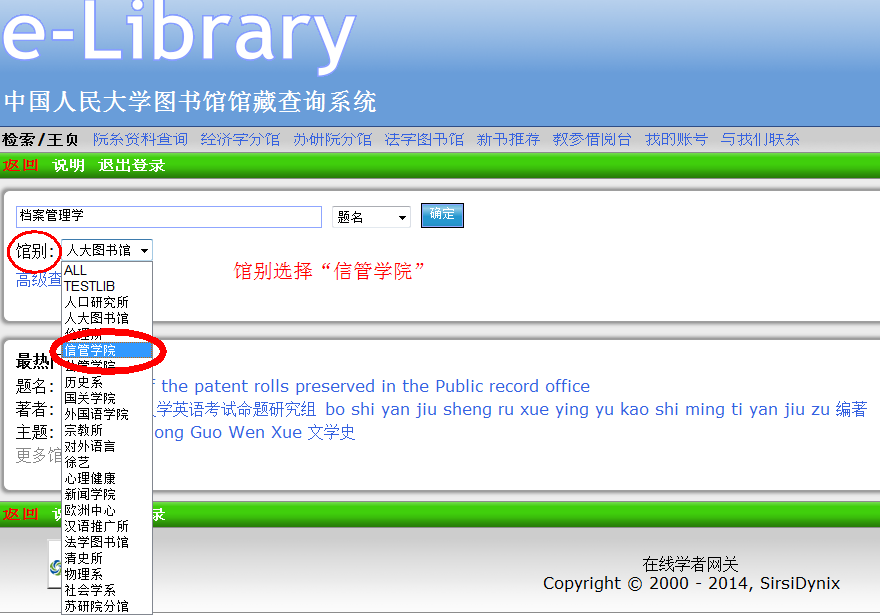 e-Library
中国人民大学图书馆馆藏查询系统
检索/主页 院系资料查询 经济学分馆 苏研院分馆 法学图书馆 新书推荐 教参借阅台 我的账号 与我们联系
返回 说明 退出登录
档案管理学 题名 确定
馆别： 人大图书馆
高级查
馆别选择“信管学院”
ALL
TESTLIB
人口研究所
人大图书馆
伦理所
信管学院
公管学院
历史系
国关学院
外国语学院
宗教所
对外语言
徐艺
心理健康
新闻学院
欧洲中心
汉语推广所
法学图书馆
清史所
物理系
社会学系
苏研院分馆
最热
题名： f the patent rolls preserved in the Public record office
著者： 学英语考试命题研究组 bo shi yan jiu sheng ru xue ying yu kao shi ming ti yan jiu zu 编著
主题： ong Guo Wen Xue 文学史
更多馆
返回 录
在线学者网关
Copyright © 2000 - 2014, SirsiDynix